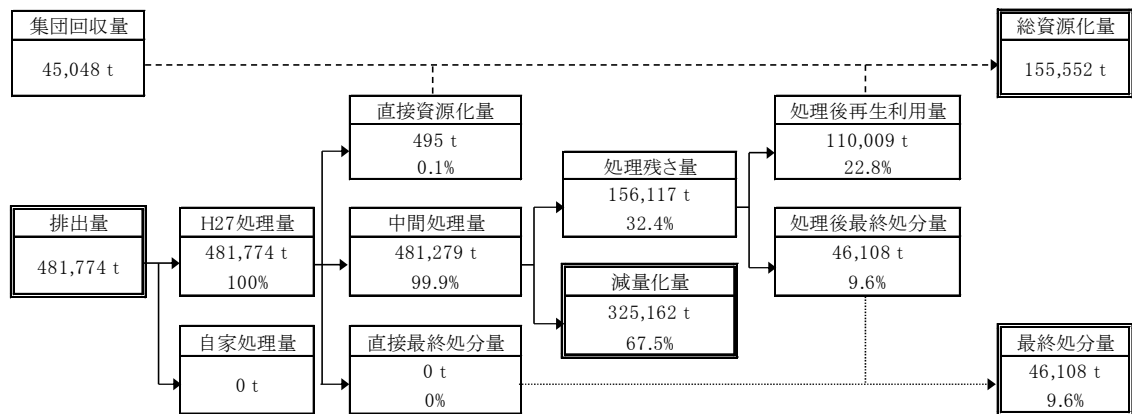 集団回収量
45,048 t
総資源化量
155,552 t
直接資源化量
495 t
0.1%
処理後再生利用量
110,009 t
22.8%
処理残さ量
156,117 t
32.4%
排出量
481,774 t
H27処理量
481,774 t
100%
中間処理量
481,279 t
99.9%
処理後最終処分量
46,108 t
9.6%
減量化量
325,162 t
67.5%
自家処理量
0 t
直接最終処分量
0 t
0%
最終処分量
46,108 t
9.6%